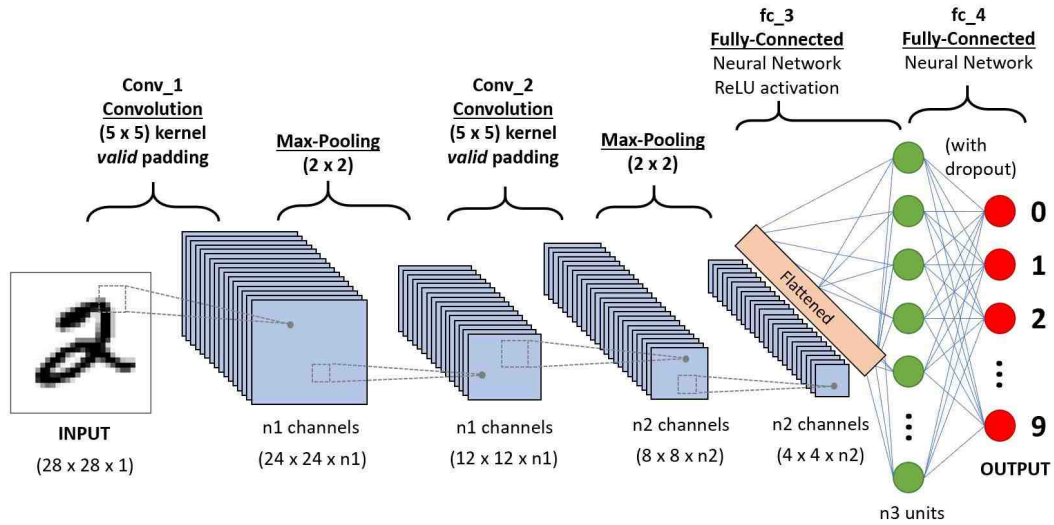 Conv_1
Convolution
(5 x 5) kernel
valid padding
Max-Pooling
(2 x 2)
Conv_2
Convolution
(5 x 5) kernel
valid padding
Max-Pooling
(2 x 2)
fc_3
Fully-Connected
Neural Network
ReLU activation
fc_4
Fully-Connected
Neural Network
(with
dropout)
2
INPUT
(28 x 28 x 1)
n1 channels
(24 x 24 x n1)
n1 channels
(12 x 12 x n1)
n2 channels
(8 x 8 x n2)
n2 channels
(4 x 4 x n2)
Flattened
n3 units
0
1
2
9
OUTPUT